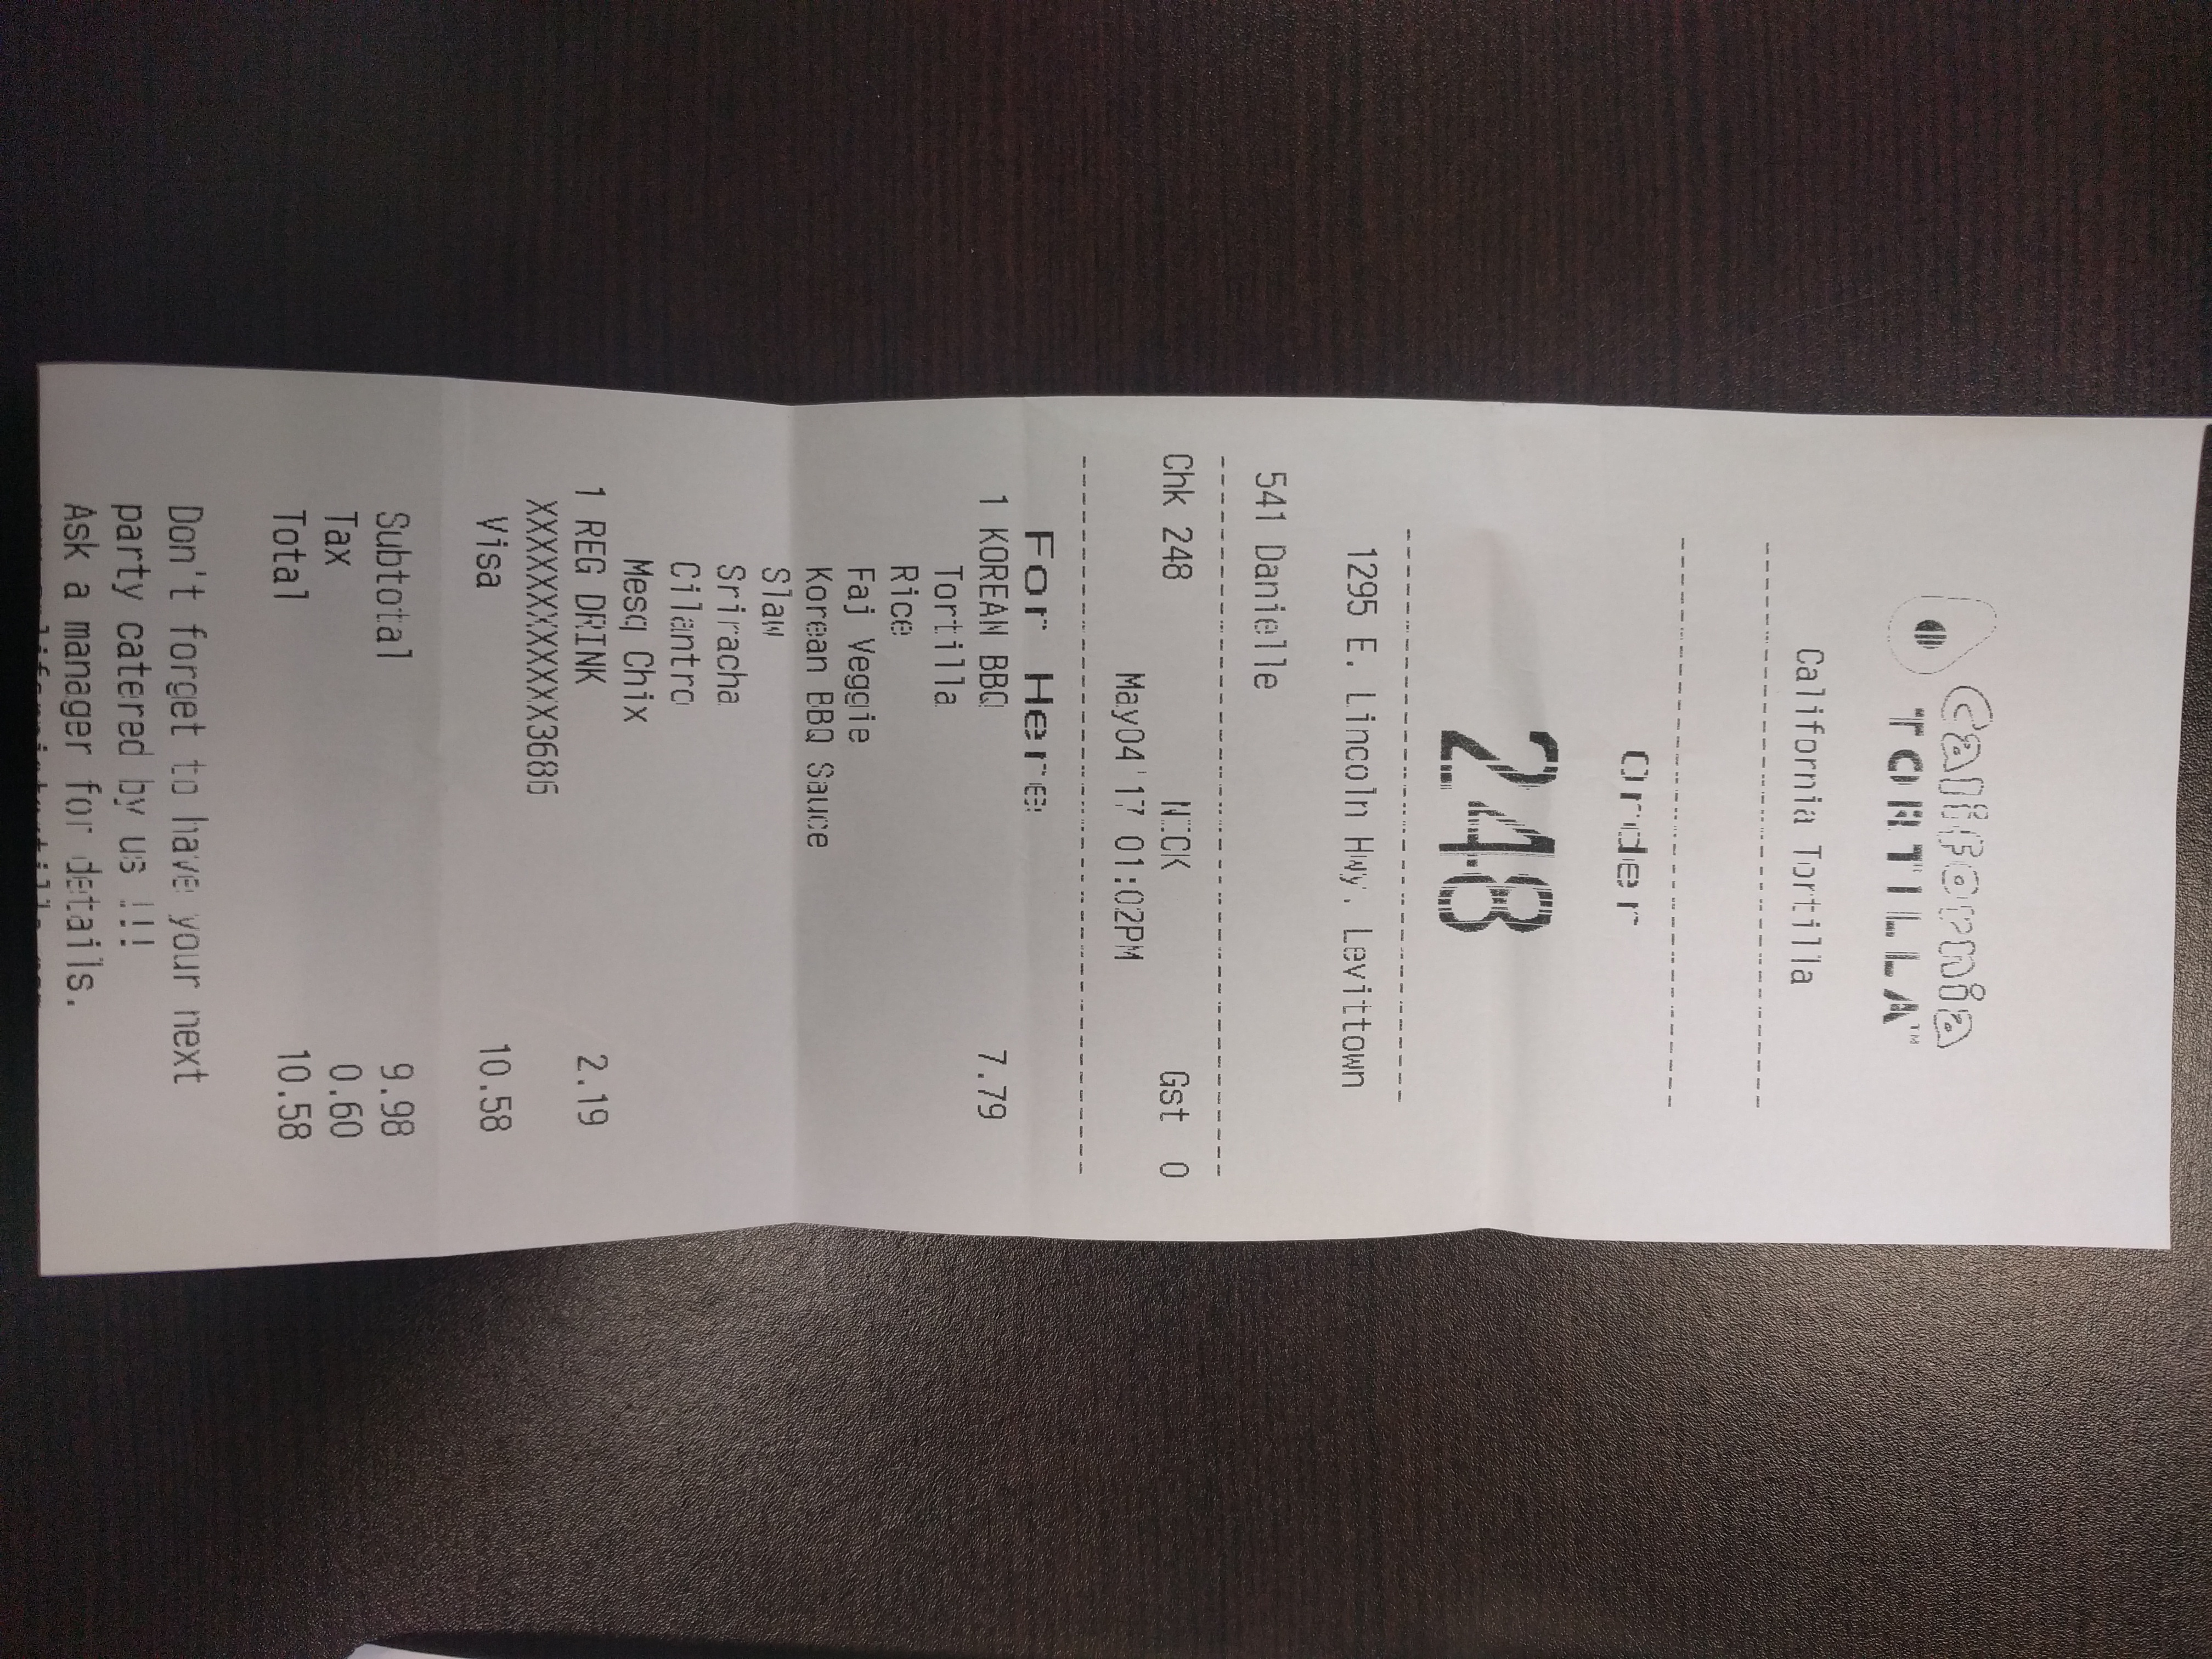 California
TORTILLA™
California Tortilla
Order
248
1295 E. Lincoln Hwy. Levittown
541 Danielle
Chk 248 NICK Gst 0
May04'17 01:02PM
For Here
1 KOREAN BBQ 7.79
Tortilla
Rice
Faj Veggie
Korean BBQ Sauce
Slaw
Sriracha
Cilantro
Mesq Chix
1 REG DRINK 2.19
XXXXXXXXXXXX3686
Visa 10.58
Subtotal 9.98
Tax 0.60
Total 10.58
Don't forget to have your next
party catered by us !!!
Ask a manager for details.